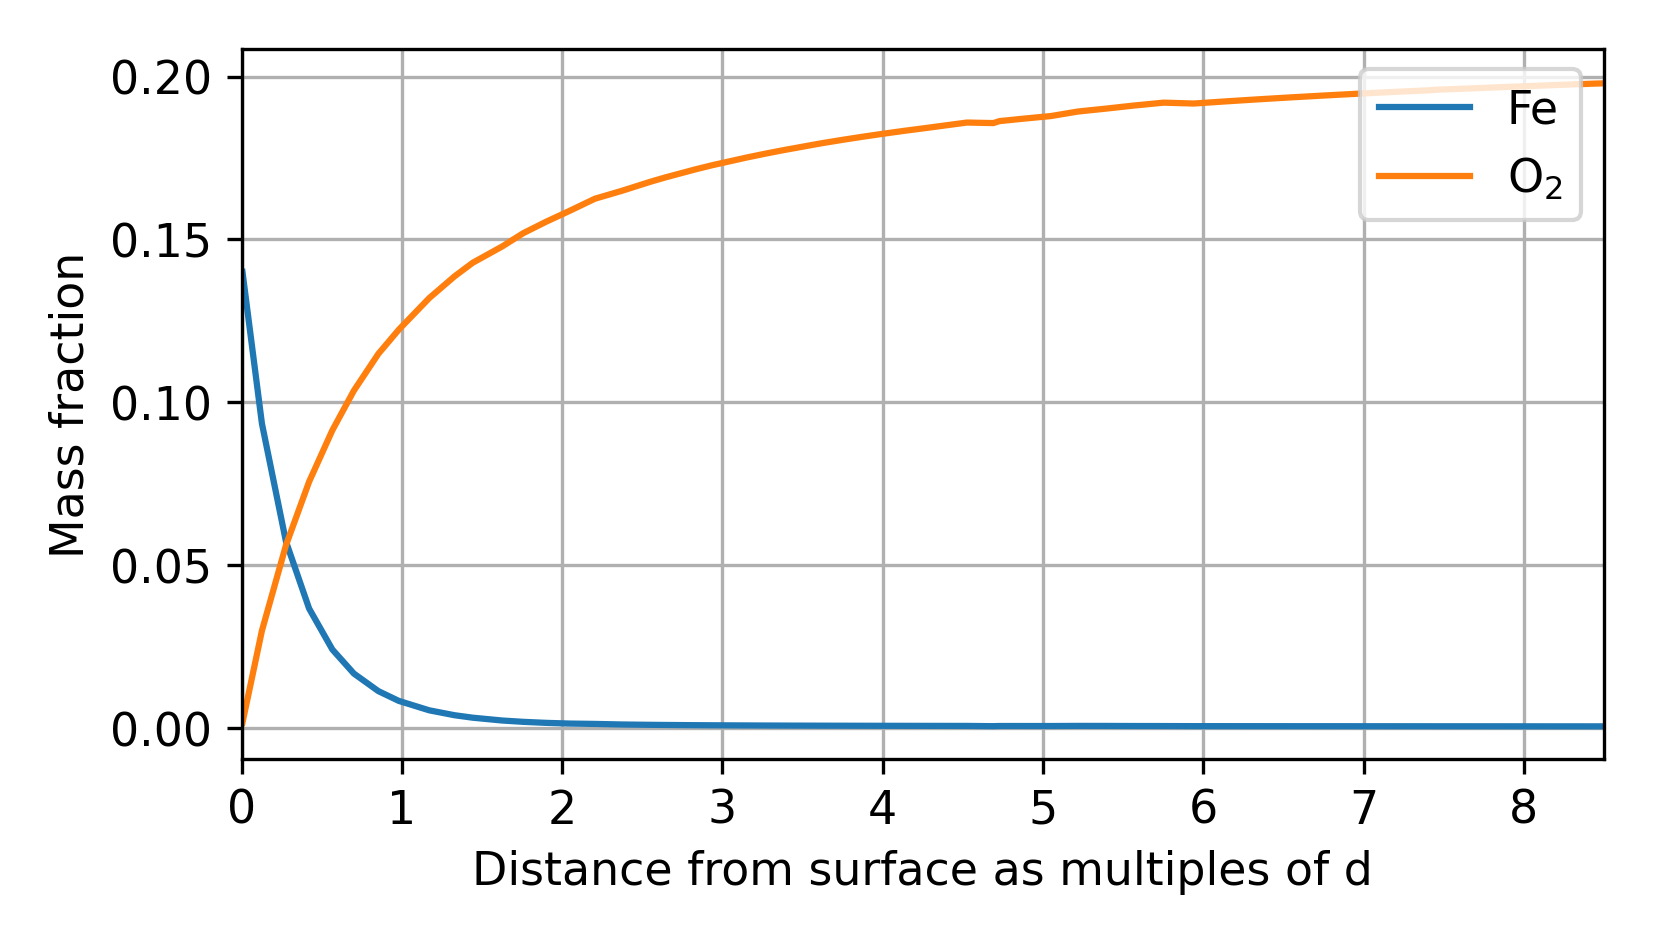 0.20
0.15
0.10
0.05
0.00
Mass fraction
Fe
O₂
0 1 2 3 4 5 6 7 8
Distance from surface as multiples of d